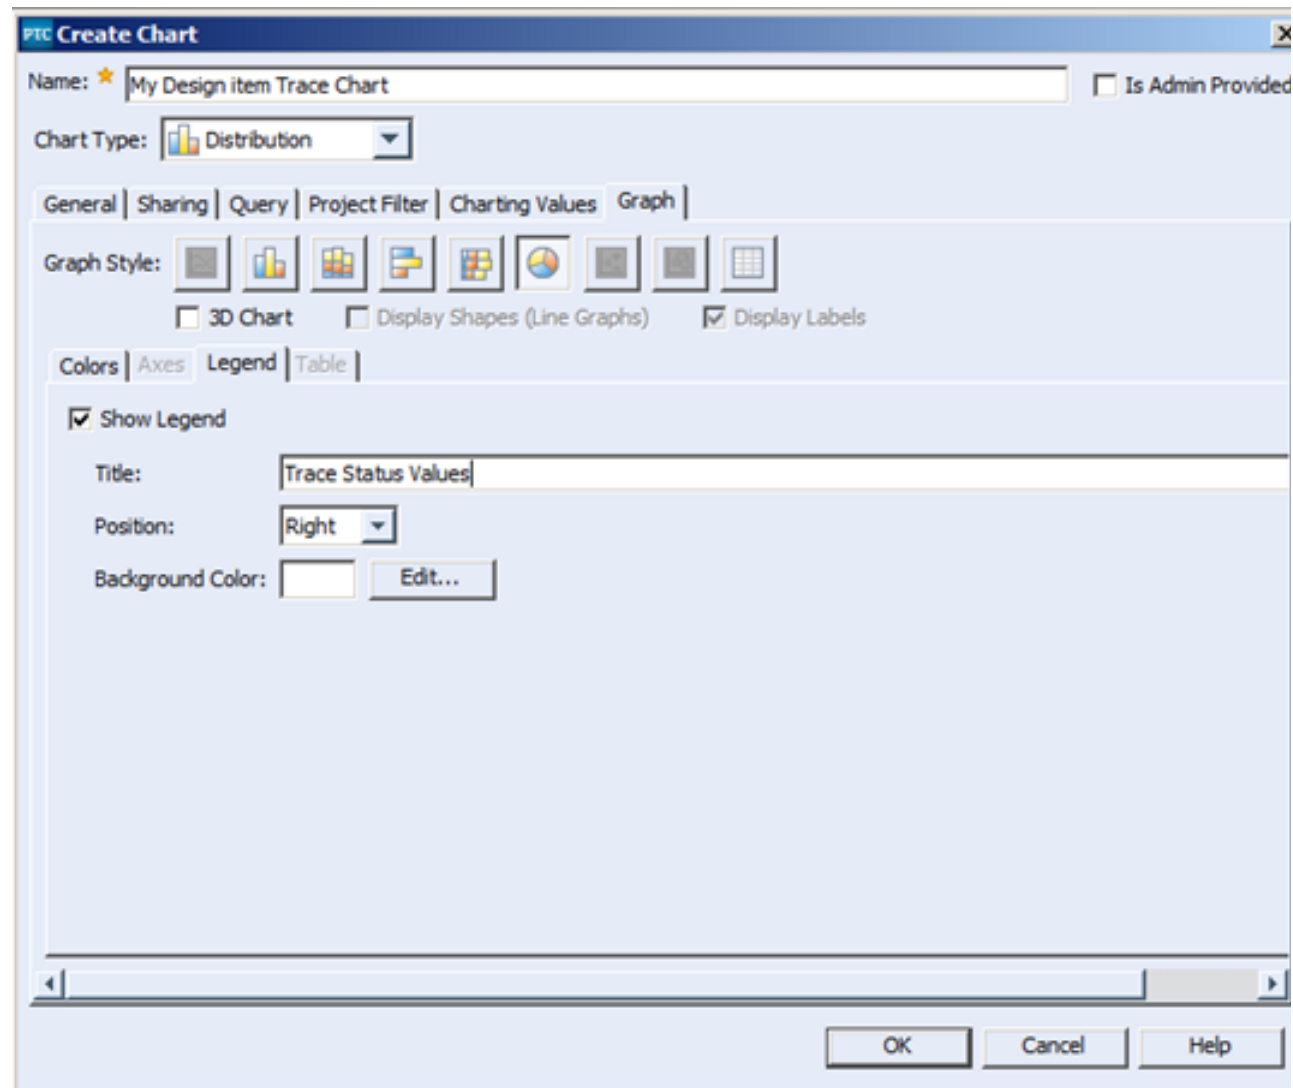 PTC Create Chart
Name: My Design item Trace Chart Is Admin Provided
Chart Type: Distribution
General Sharing Query Project Filter Charting Values Graph
Graph Style:
3D Chart Display Shapes (Line Graphs) Display Labels
Colors Axes Legend Table
Show Legend
Title: Trace Status Values
Position: Right
Background Color: Edit...
OK Cancel Help